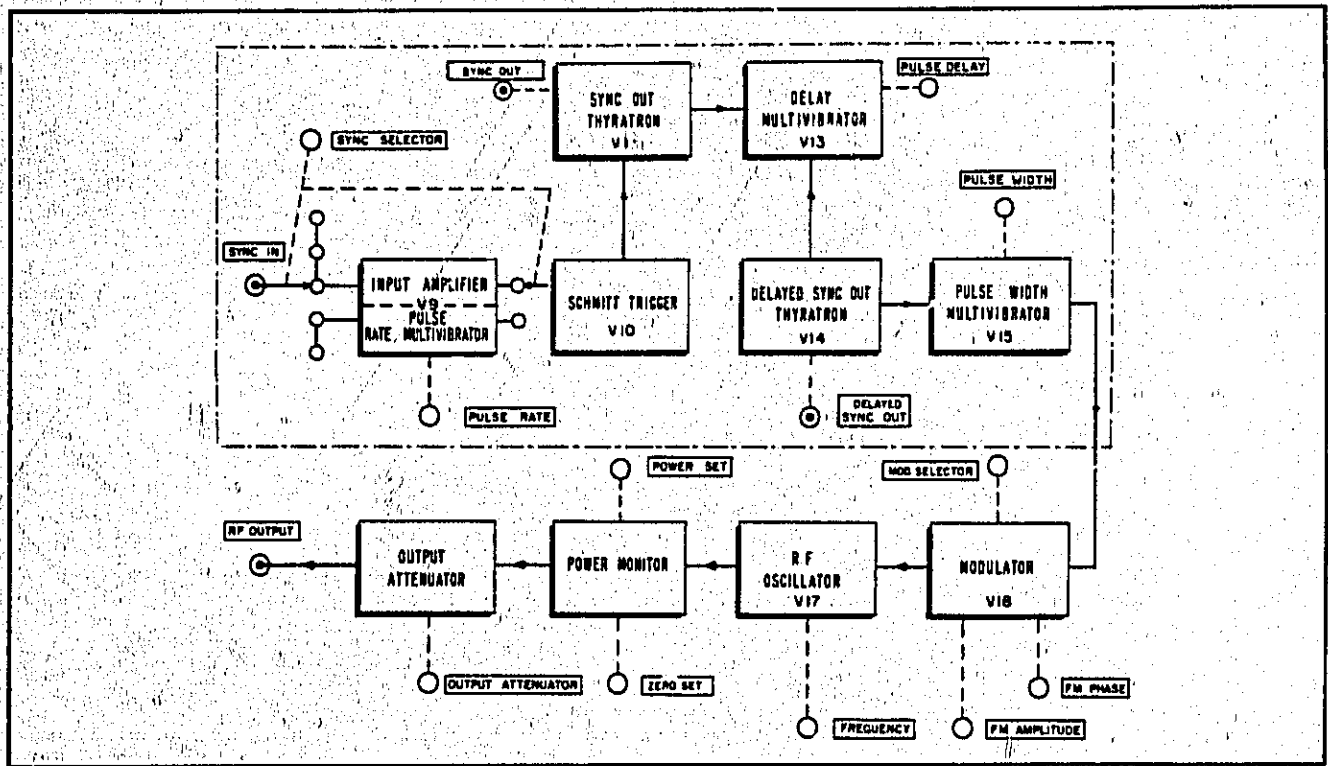 SYNC OUT
SYNC OUT
THYRATRON
DELAY
MULTIVIBRATOR
V13
PULSE DELAY
SYNC SELECTOR
PULSE WIDTH
SYNC IN
INPUT AMPLIFIER
V9
PULSE
RATE, MULTIVIBRATOR
SCHMITT TRIGGER
V10
DELAYED SYNC OUT
THYRATRON
V14
PULSE WIDTH
MULTIVIBRATOR
V15
PULSE RATE
DELAYED
SYNC OUT
POWER SET
MOD SELECTOR
RF OUTPUT
OUTPUT
ATTENUATOR
POWER MONITOR
R F
OSCILLATOR
V17
MODULATOR
OUTPUT ATTENUATOR
ZERO SET
FREQUENCY
FM AMPLITUDE
FM PHASE